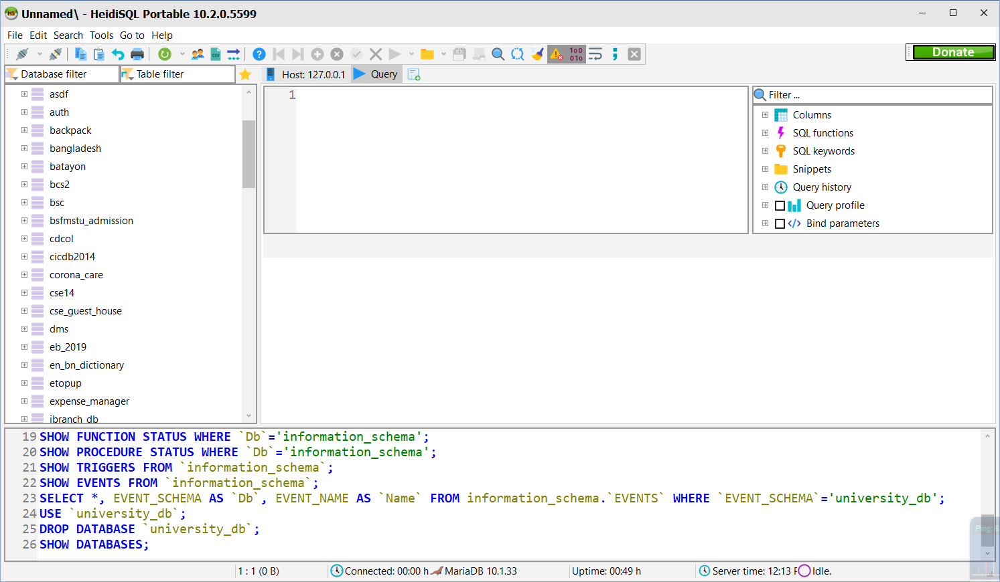 Unnamed\ - HeidiSQL Portable 10.2.0.5599
File Edit Search Tools Go to Help
Donate
Database filter Table filter
Host: 127.0.0.1 Query
asdf
auth
backpack
bangladesh
batayon
bcs2
bsc
bsfmstu_admission
cdcol
cicdb2014
corona_care
cse14
cse_guest_house
dms
eb_2019
en_bn_dictionary
etopup
expense_manager
ibranch_db
1
Filter ...
Columns
SQL functions
SQL keywords
Snippets
Query history
Query profile
Bind parameters
19 SHOW FUNCTION STATUS WHERE `Db`='information_schema';
20 SHOW PROCEDURE STATUS WHERE `Db`='information_schema';
21 SHOW TRIGGERS FROM `information_schema`;
22 SHOW EVENTS FROM `information_schema`;
23 SELECT *, EVENT_SCHEMA AS `Db`, EVENT_NAME AS `Name` FROM information_schema.`EVENTS` WHERE `EVENT_SCHEMA`='university_db';
24 USE `university_db`;
25 DROP DATABASE `university_db`;
26 SHOW DATABASES;
Ping:
1 : 1 (0 B) Connected: 00:00 h MariaDB 10.1.33 Uptime: 00:49 h Server time: 12:13 Idle.